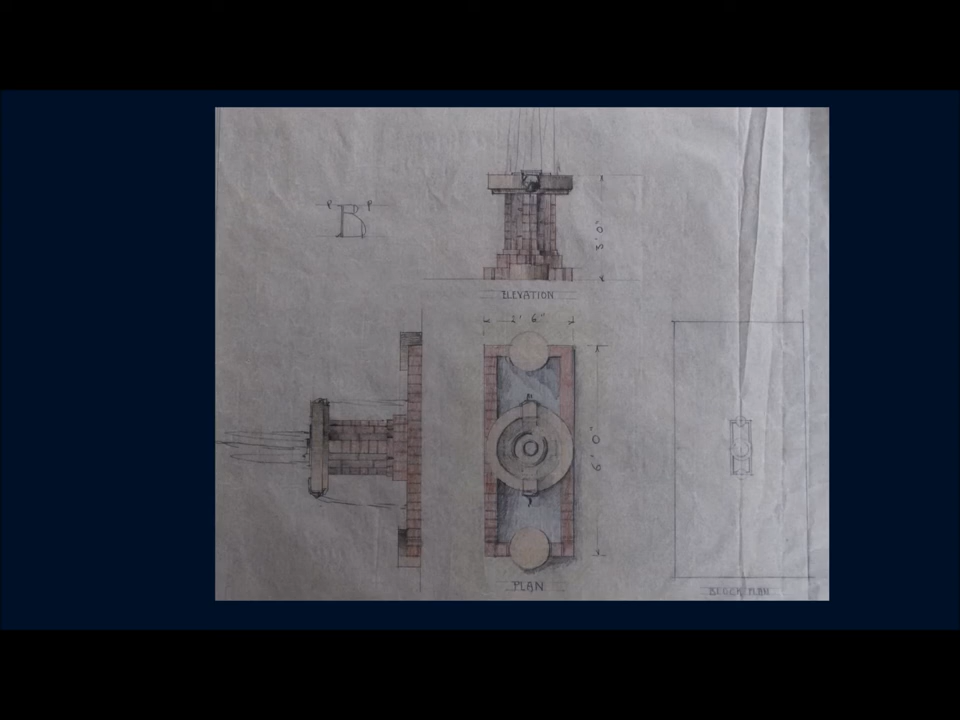 B
3' 0"
ELEVATION
2' 6"
6' 0"
PLAN
BLOCK PLAN